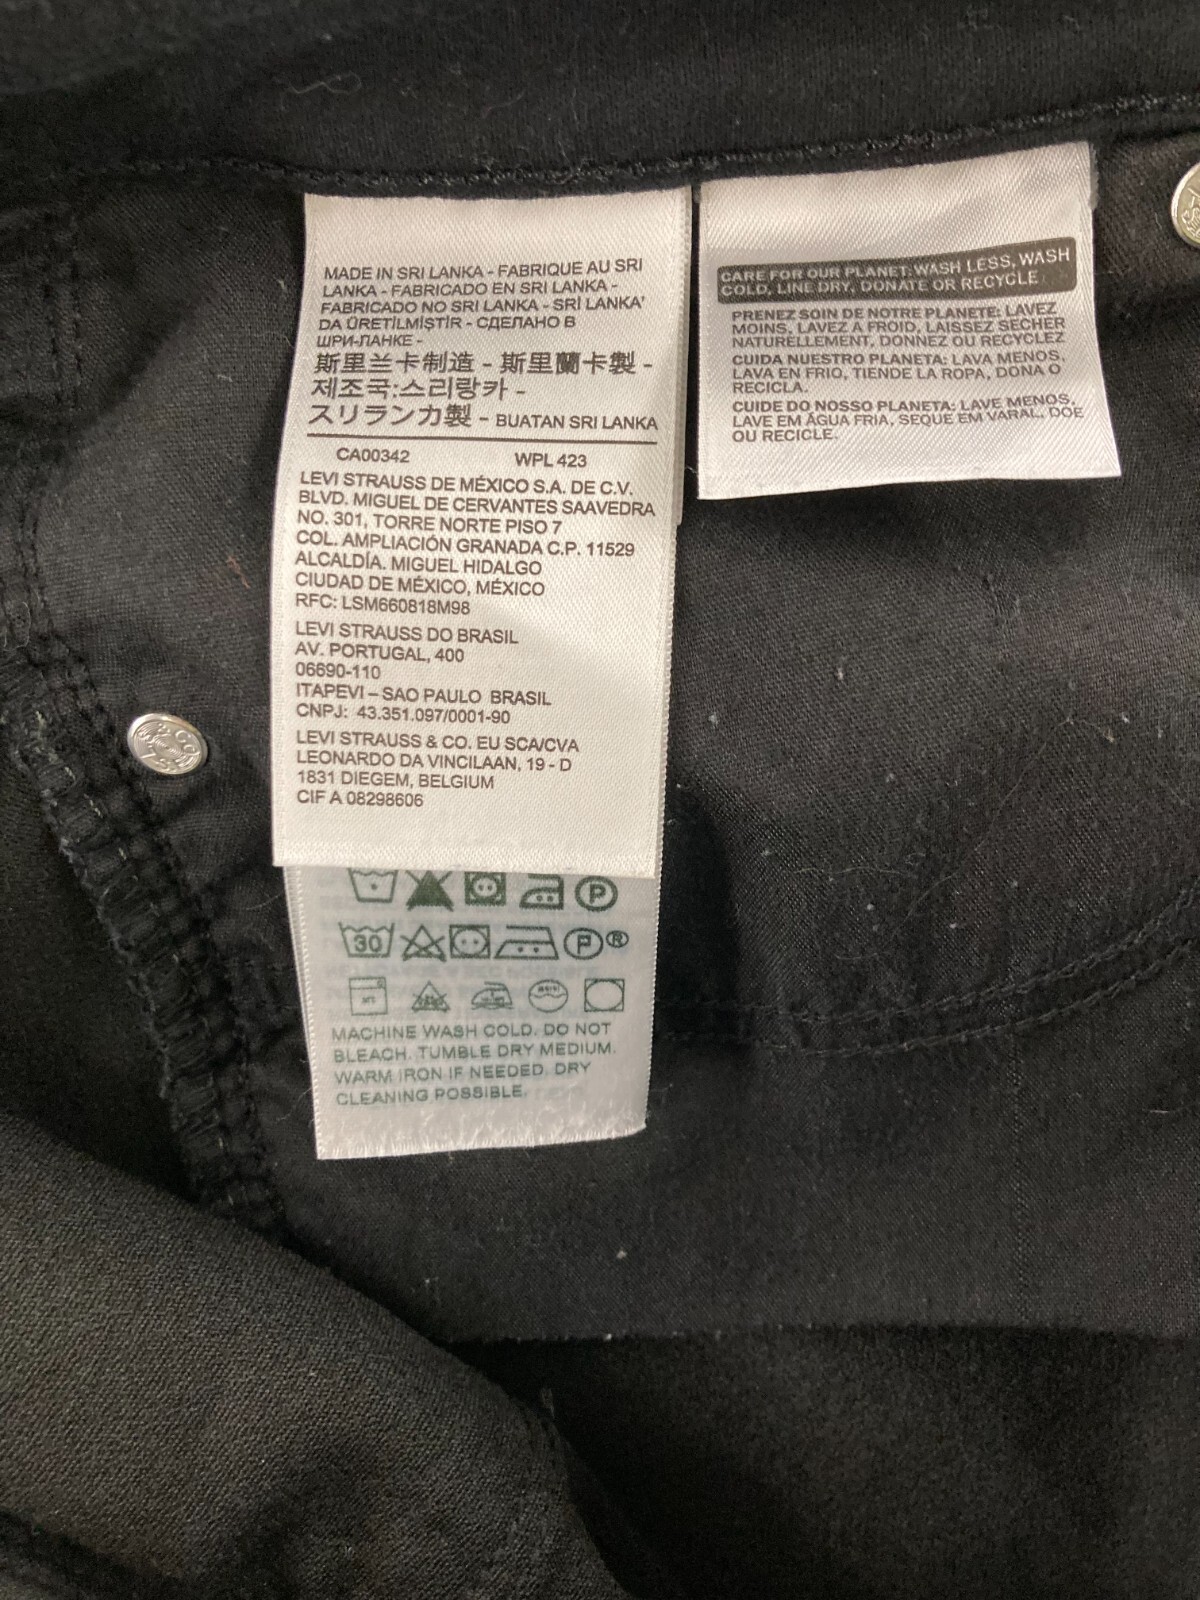 MADE IN SRI LANKA - FABRIQUE AU SRI
LANKA - FABRICADO EN SRI LANKA -
FABRICADO NO SRI LANKA - SRİ LANKA'
DA ÜRETİLMİŞTİR - СДЕЛАНО В
ШРИ-ЛАНКЕ -
斯里兰卡制造 - 斯里蘭卡製 -
제조국:스리랑카 -
スリランカ製 - BUATAN SRI LANKA
CA00342 WPL 423
LEVI STRAUSS DE MÉXICO S.A. DE C.V.
BLVD. MIGUEL DE CERVANTES SAAVEDRA
NO. 301, TORRE NORTE PISO 7
COL. AMPLIACIÓN GRANADA C.P. 11529
ALCALDÍA. MIGUEL HIDALGO
CIUDAD DE MÉXICO, MÉXICO
RFC: LSM660818M98
LEVI STRAUSS DO BRASIL
AV. PORTUGAL, 400
06690-110
ITAPEVI – SAO PAULO BRASIL
CNPJ: 43.351.097/0001-90
LEVI STRAUSS & CO. EU SCA/CVA
LEONARDO DA VINCILAAN, 19 - D
1831 DIEGEM, BELGIUM
CIF A 08298606
P
30 P ®
MACHINE WASH COLD. DO NOT
BLEACH. TUMBLE DRY MEDIUM.
WARM IRON IF NEEDED. DRY
CLEANING POSSIBLE.
CARE FOR OUR PLANET: WASH LESS, WASH
COLD, LINE DRY, DONATE OR RECYCLE
PRENEZ SOIN DE NOTRE PLANETE: LAVEZ
MOINS, LAVEZ A FROID, LAISSEZ SECHER
NATURELLEMENT, DONNEZ OU RECYCLEZ
CUIDA NUESTRO PLANETA: LAVA MENOS,
LAVA EN FRIO, TIENDE LA ROPA, DONA O
RECICLA.
CUIDE DO NOSSO PLANETA: LAVE MENOS,
LAVE EM ÁGUA FRIA, SEQUE EM VARAL, DOE
OU RECICLE.